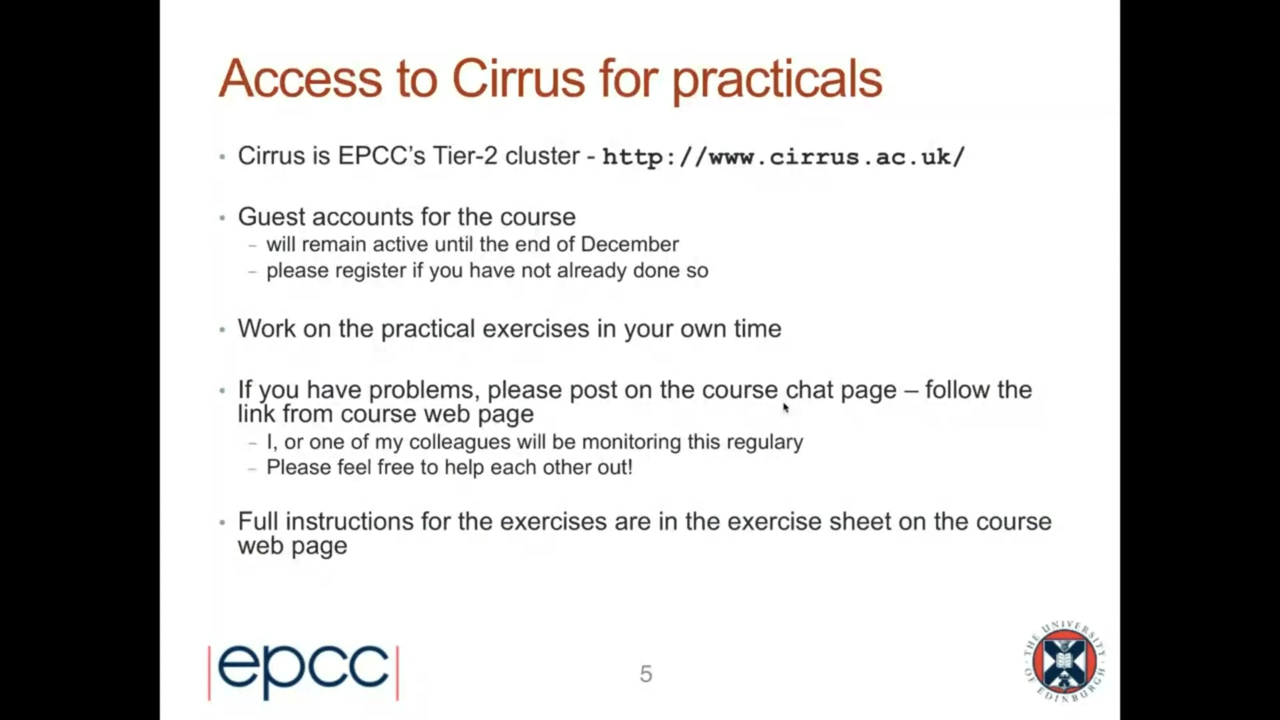 Access to Cirrus for practicals
• Cirrus is EPCC's Tier-2 cluster - http://www.cirrus.ac.uk/
• Guest accounts for the course
– will remain active until the end of December
– please register if you have not already done so
• Work on the practical exercises in your own time
• If you have problems, please post on the course chat page – follow the
link from course web page
– I, or one of my colleagues will be monitoring this regulary
– Please feel free to help each other out!
• Full instructions for the exercises are in the exercise sheet on the course
web page
|epcc|
5
THE UNIVERSITY OF EDINBURGH